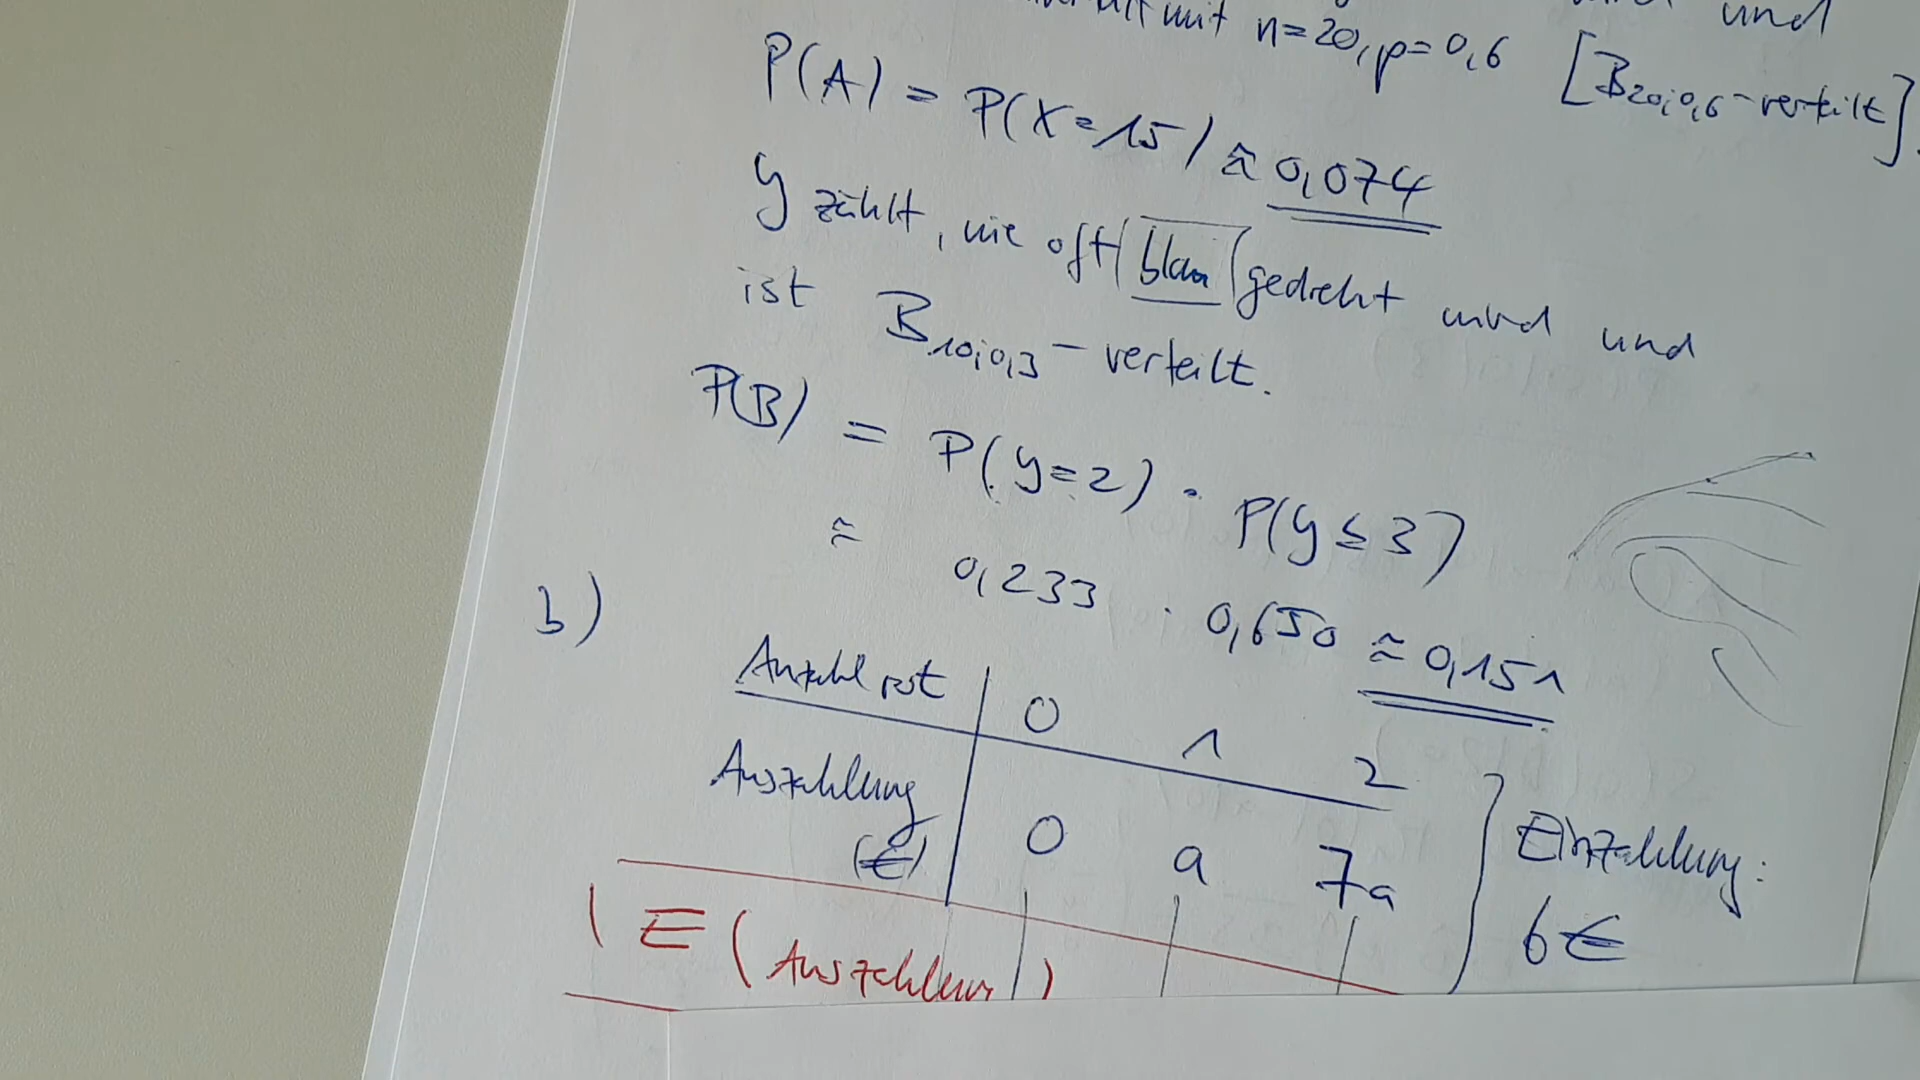 mit n=20, p=0,6 und
[B20;0,6-verteilt].
P(A) = P(X=15) ≈ 0,074
Y zählt, wie oft blau gedreht wird und
ist B10;0,3-verteilt.
P(B) = P(Y=2) · P(Y≤3)
≈ 0,233 · 0,650 ≈ 0,151
b)
Anzahl rot 0 1 2
Auszahlung (€) 0 a 7a
Einzahlung:
6€
E(Auszahlung)